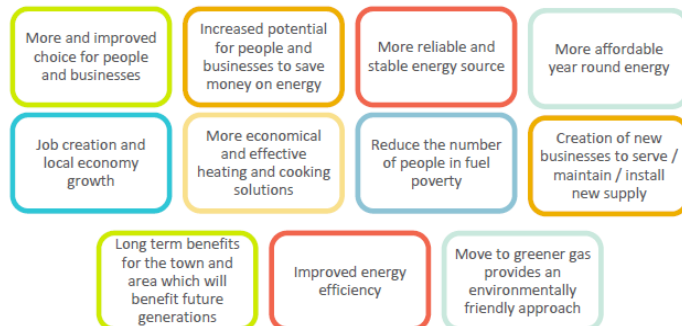 More and improved
choice for people
and businesses
Increased potential
for people and
businesses to save
money on energy
More reliable and
stable energy source
More affordable
year round energy
Job creation and
local economy
growth
More economical
and effective
heating and cooking
solutions
Reduce the number
of people in fuel
poverty
Creation of new
businesses to serve /
maintain / install
new supply
Long term benefits
for the town and
area which will
benefit future
generations
Improved energy
efficiency
Move to greener gas
provides an
environmentally
friendly approach